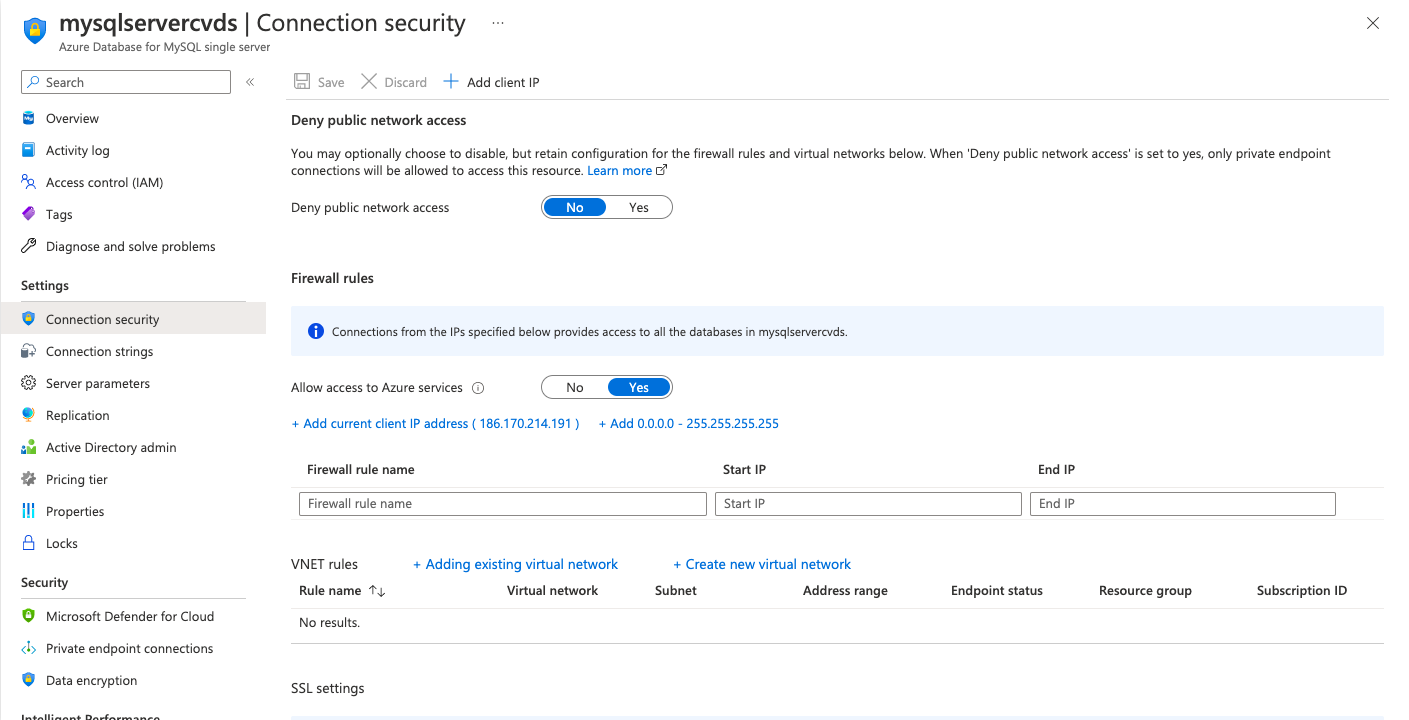 mysqlservercvds | Connection security ...
Azure Database for MySQL single server
Search
«
Save
Discard
Add client IP
Overview
Activity log
Access control (IAM)
Tags
Diagnose and solve problems
Settings
Connection security
Connection strings
Server parameters
Replication
Active Directory admin
Pricing tier
Properties
Locks
Security
Microsoft Defender for Cloud
Private endpoint connections
Data encryption
Intelligent Performance
Deny public network access
You may optionally choose to disable, but retain configuration for the firewall rules and virtual networks below. When 'Deny public network access' is set to yes, only private endpoint
connections will be allowed to access this resource. Learn more
Deny public network access No Yes
Firewall rules
Connections from the IPs specified below provides access to all the databases in mysqlservercvds.
Allow access to Azure services No Yes
+ Add current client IP address ( 186.170.214.191 ) + Add 0.0.0.0 - 255.255.255.255
Firewall rule name Start IP End IP
Firewall rule name Start IP End IP
VNET rules + Adding existing virtual network + Create new virtual network
Rule name ↑↓ Virtual network Subnet Address range Endpoint status Resource group Subscription ID
No results.
SSL settings